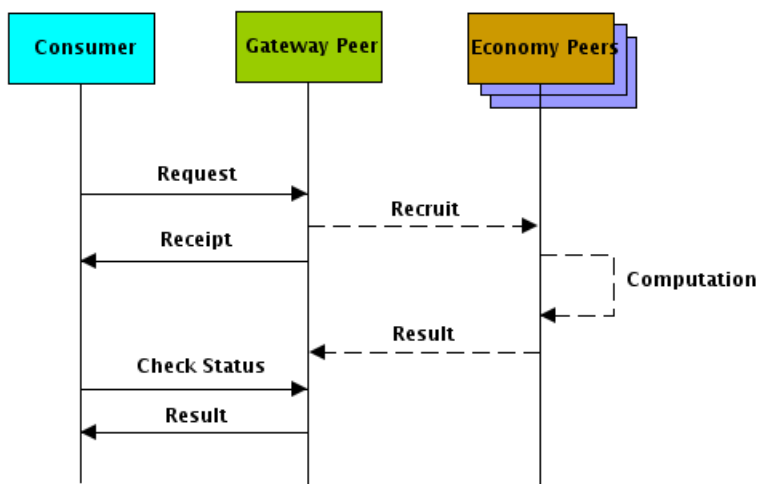 Consumer
Gateway Peer
Economy Peers
Request
Recruit
Receipt
Computation
Result
Check Status
Result